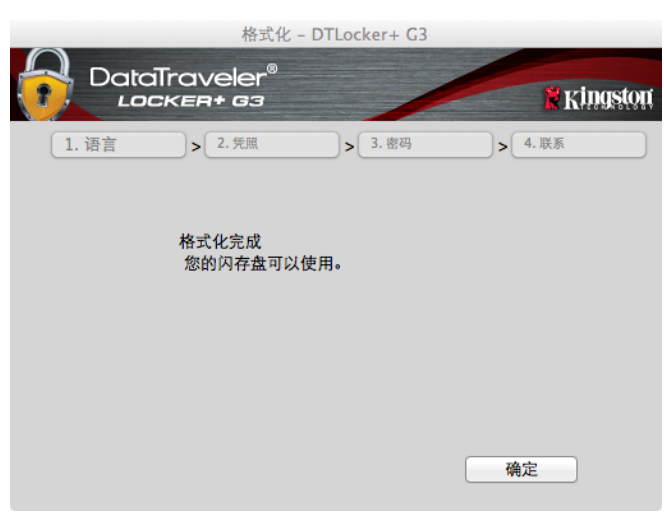 格式化 – DTLocker+ G3
DataTraveler®
LOCKER+ G3
Kingston
TECHNOLOGY
1. 语言 > 2. 凭照 > 3. 密码 > 4. 联系
格式化完成
您的闪存盘可以使用。
确定